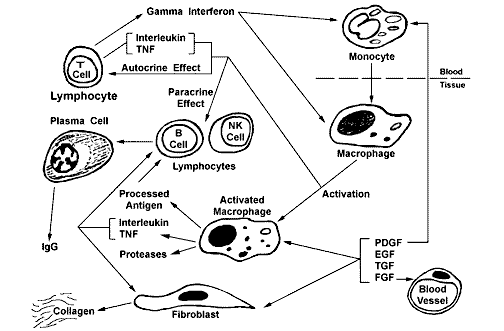 Gamma Interferon
T
Cell
Lymphocyte
Interleukin
TNF
Autocrine Effect
Monocyte
Blood
Tissue
Paracrine
Effect
Plasma Cell
B
Cell
NK
Cell
Lymphocytes
Macrophage
Processed
Antigen
Activated
Macrophage
Activation
Interleukin
TNF
Proteases
IgG
PDGF
EGF
TGF
FGF
Blood
Vessel
Collagen
Fibroblast